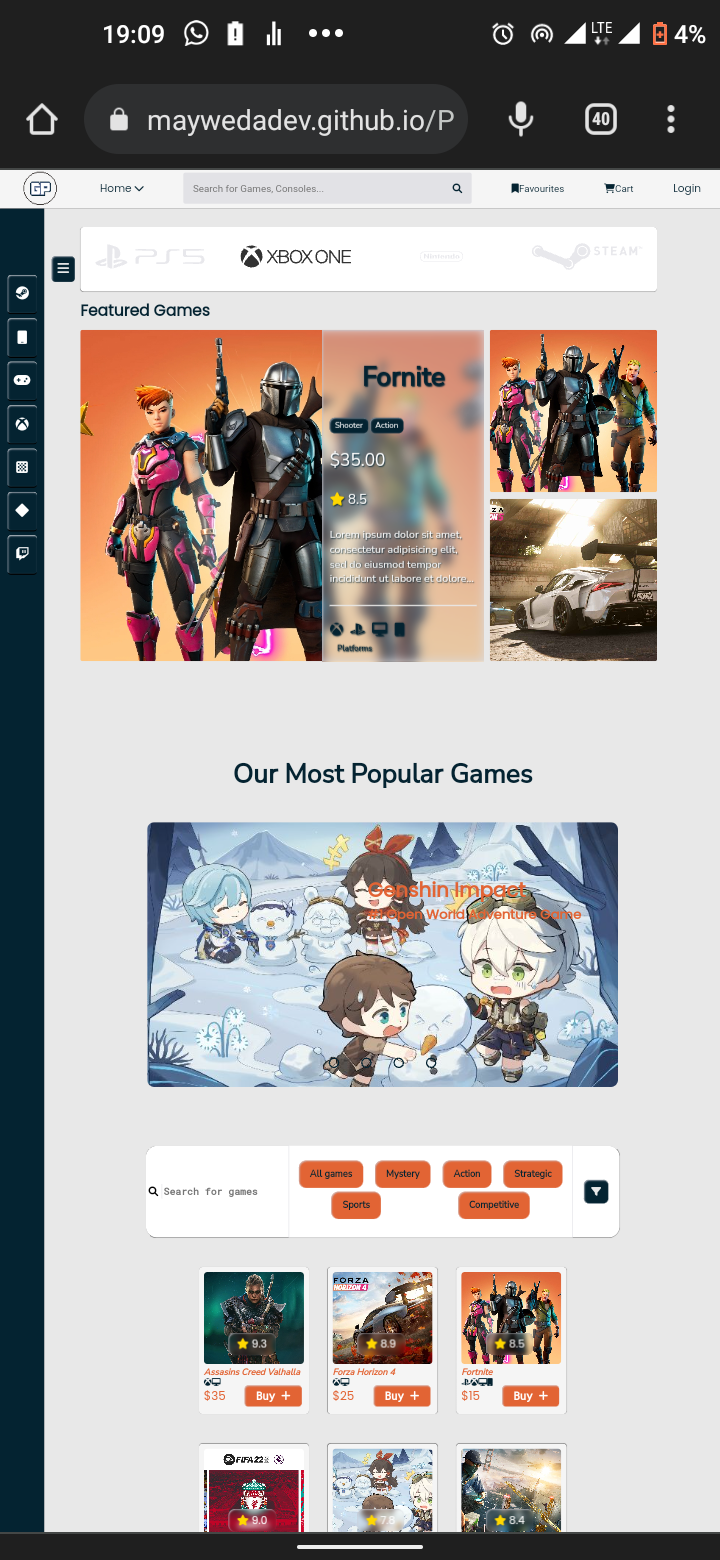 19:09
LTE
4%
maywedadev.github.io/P
40
GP
Home
Search for Games, Consoles...
Favourites
Cart
Login
PS5
XBOX ONE
Nintendo
STEAM
Featured Games
Fornite
Shooter
Action
$35.00
8.5
Lorem ipsum dolor sit amet,
consectetur adipisicing elit,
sed do eiusmod tempor
incididunt ut labore et dolore...
Platforms
Our Most Popular Games
Genshin Impact
Open World Adventure Game
Search for games
All games
Mystery
Action
Strategic
Sports
Competitive
9.3
Assasins Creed Valhalla
$35
Buy +
FORZA
HORIZON 4
8.9
Forza Horizon 4
$25
Buy +
8.5
Fortnite
$15
Buy +
FIFA 22
9.0
8.4